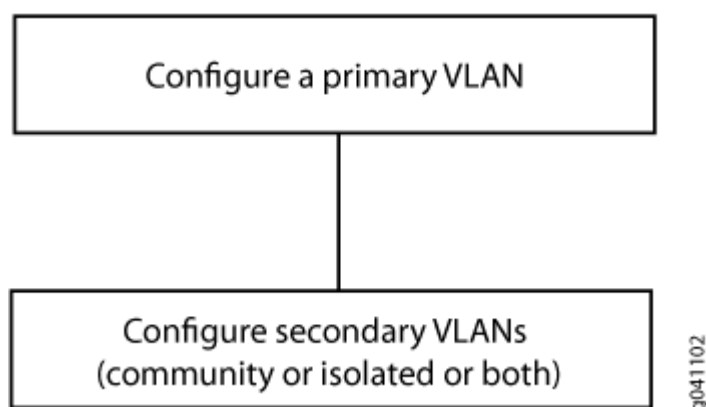 Configure a primary VLAN
Configure secondary VLANs
(community or isolated or both)
g041102